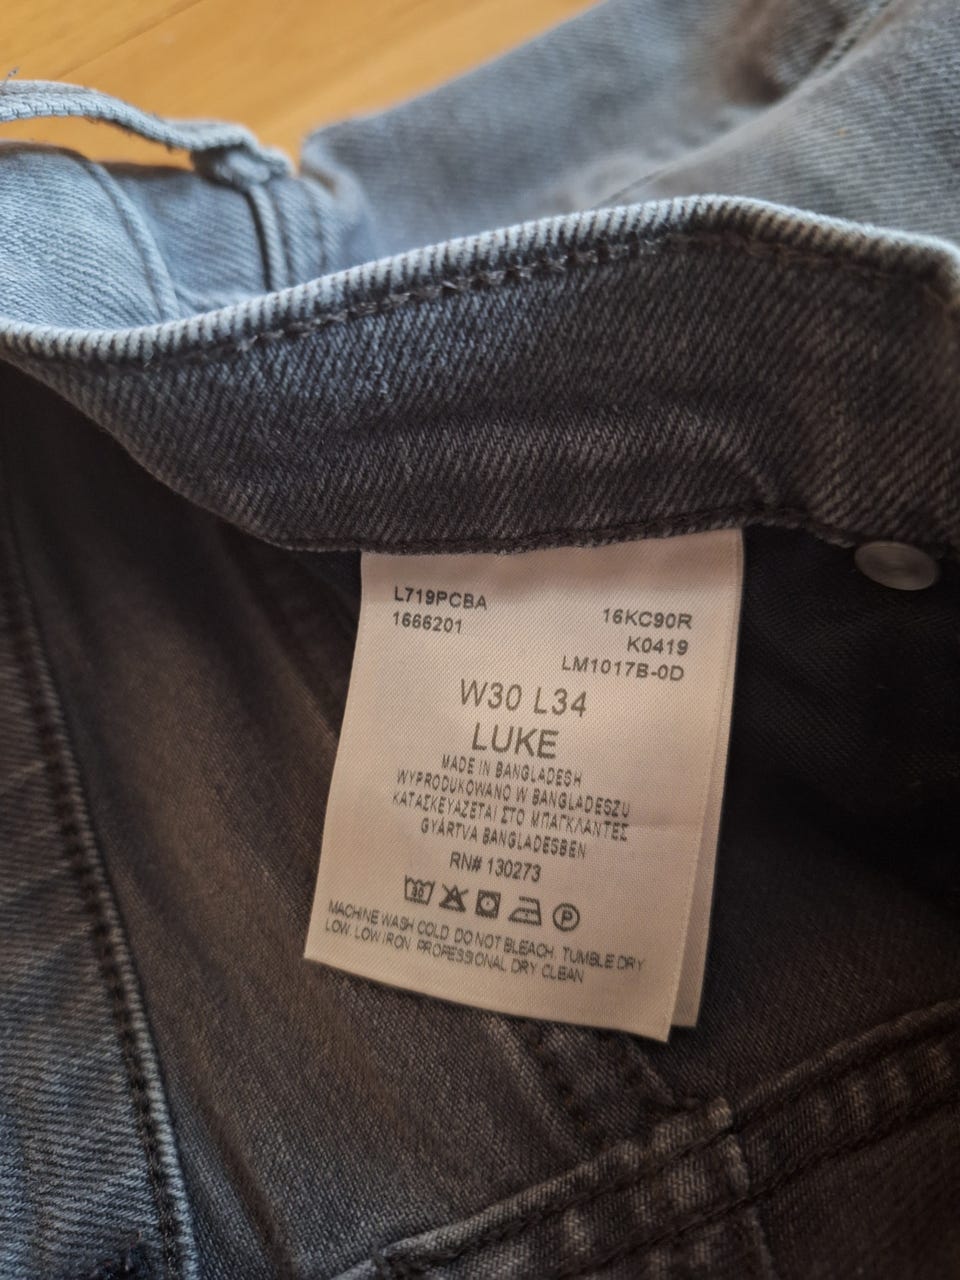 L719PCBA
1666201
16KC90R
K0419
LM1017B-0D
W30 L34
LUKE
MADE IN BANGLADESH
WYPRODUKOWANO W BANGLADESZU
ΚΑΤΑΣΚΕΥΑΖΕΤΑΙ ΣΤΟ ΜΠΑΓΚΛΑΝΤΕΣ
GYÁRTVA BANGLADESBEN
RN# 130273
30
P
MACHINE WASH COLD. DO NOT BLEACH. TUMBLE DRY
LOW. LOW IRON. PROFESSIONAL DRY CLEAN